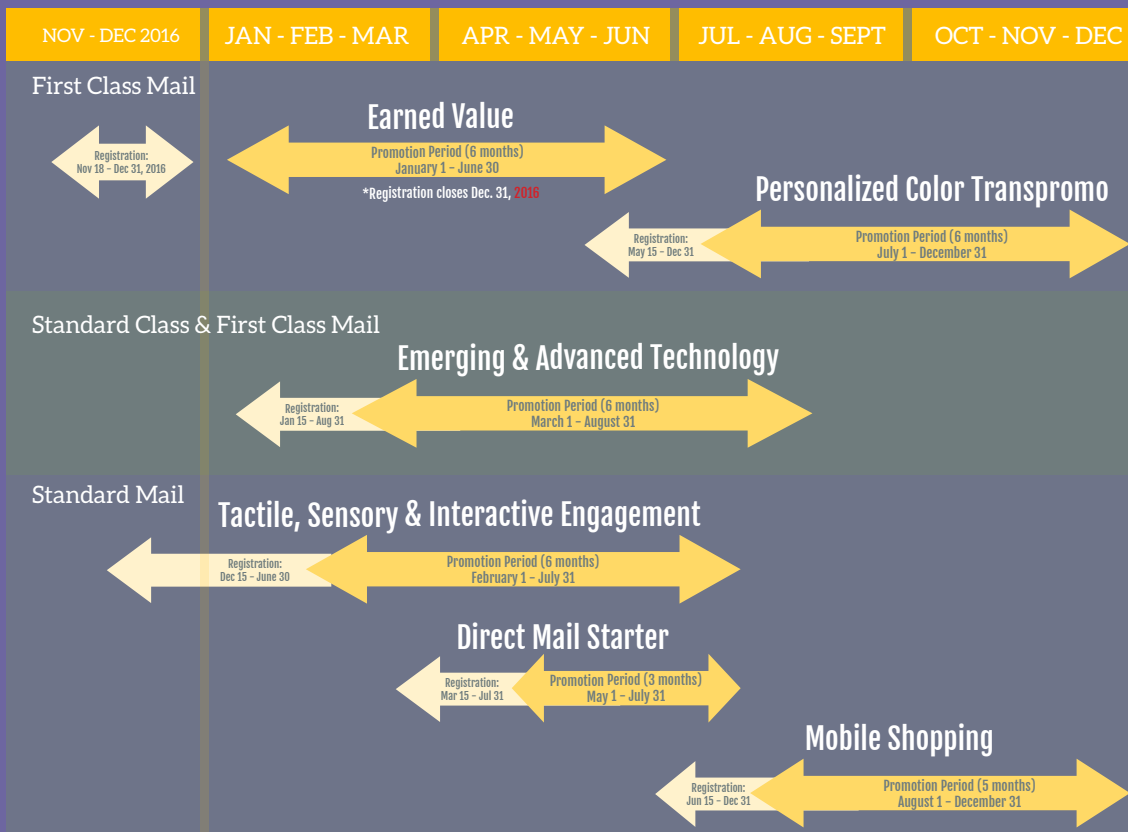 NOV - DEC 2016
JAN - FEB - MAR
APR - MAY - JUN
JUL - AUG - SEPT
OCT - NOV - DEC
First Class Mail
Earned Value
Registration:
Nov 18 - Dec 31, 2016
Promotion Period (6 months)
January 1 - June 30
*Registration closes Dec. 31, 2016
Personalized Color Transpromo
Registration:
May 15 - Dec 31
Promotion Period (6 months)
July 1 - December 31
Standard Class & First Class Mail
Emerging & Advanced Technology
Registration:
Jan 15 - Aug 31
Promotion Period (6 months)
March 1 - August 31
Standard Mail
Tactile, Sensory & Interactive Engagement
Registration:
Dec 15 - June 30
Promotion Period (6 months)
February 1 - July 31
Direct Mail Starter
Registration:
Mar 15 - Jul 31
Promotion Period (3 months)
May 1 - July 31
Mobile Shopping
Registration:
Jun 15 - Dec 31
Promotion Period (5 months)
August 1 - December 31